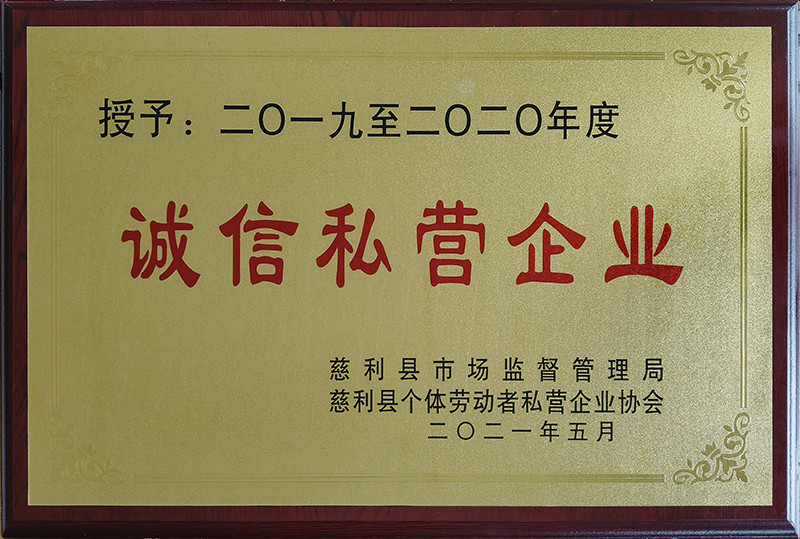 授予：二〇一九至二〇二〇年度
诚信私营企业
慈利县市场监督管理局
慈利县个体劳动者私营企业协会
二〇二一年五月